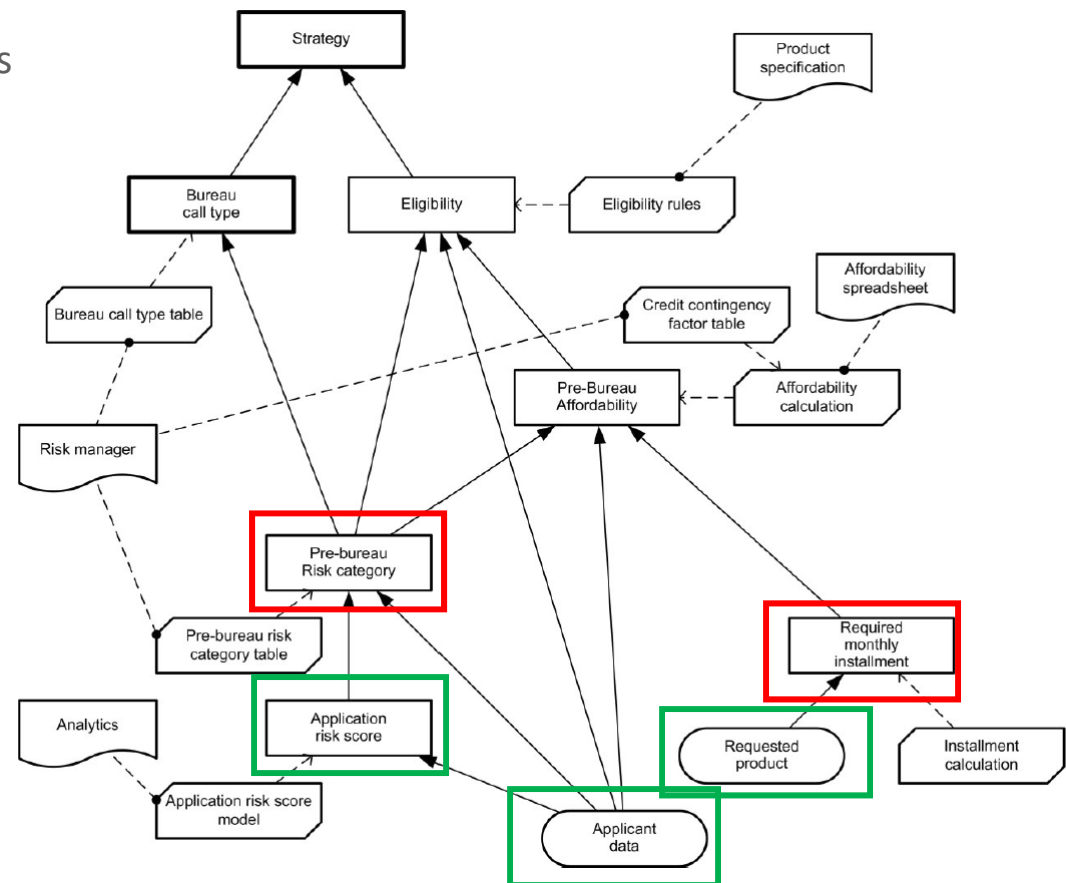 s
Strategy
Product
specification
Bureau
call type
Eligibility
Eligibility rules
Affordability
spreadsheet
Bureau call type table
Credit contingency
factor table
Pre-Bureau
Affordability
Affordability
calculation
Risk manager
Pre-bureau
Risk category
Required
monthly
installment
Pre-bureau risk
category table
Analytics
Application
risk score
Requested
product
Installment
calculation
Application risk score
model
Applicant
data